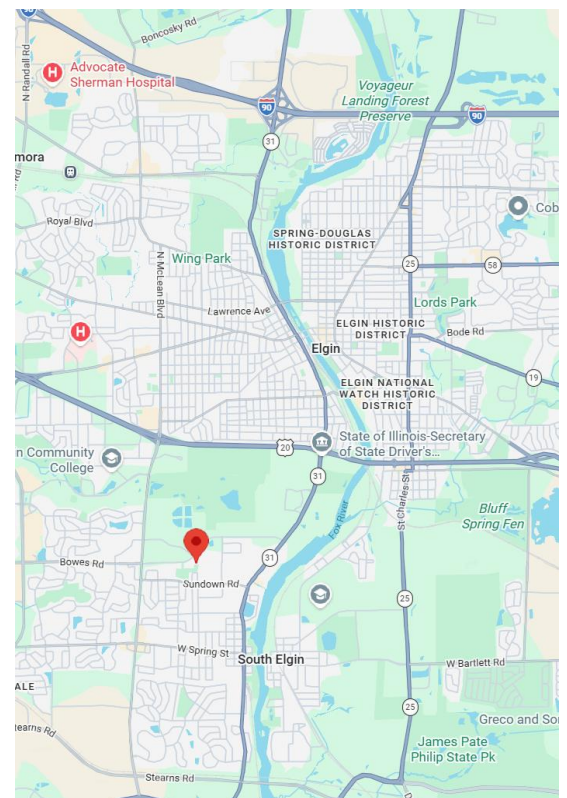 90
Boncosky Rd
N Randall Rd
Advocate
Sherman Hospital
H
Voyageur
Landing Forest
Preserve
90
90
31
mora
Cob
Royal Blvd
SPRING-DOUGLAS
HISTORIC DISTRICT
Wing Park
N McLean Blvd
25
58
Lords Park
Lawrence Ave
ELGIN HISTORIC
DISTRICT
Bode Rd
H
Elgin
19
ELGIN NATIONAL
WATCH HISTORIC
DISTRICT
State of Illinois-Secretary
of State Driver's...
20
n Community
College
31
St Charles St
Bluff
Spring Fen
Fox River
Bowes Rd
31
Sundown Rd
25
W Spring St
South Elgin
W Bartlett Rd
ALE
25
Greco and So
tearns Rd
James Pate
Philip State Pk
Stearns Rd